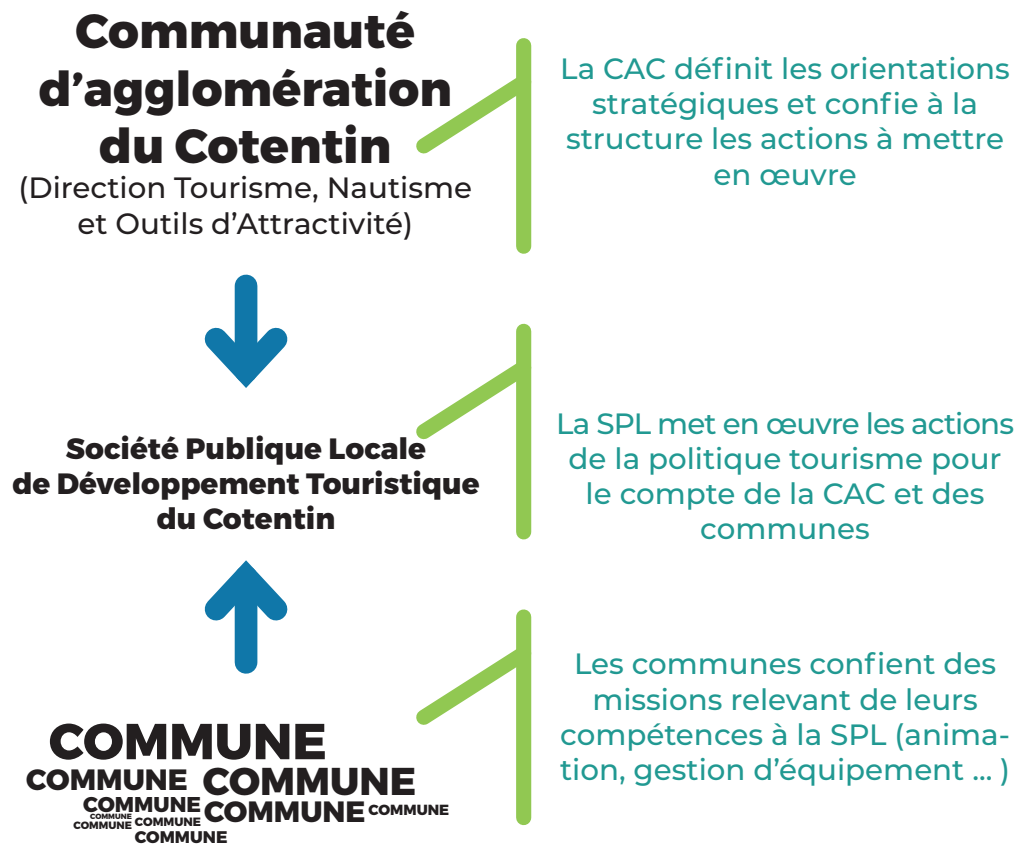 Communauté
d'agglomération
du Cotentin
(Direction Tourisme, Nautisme
et Outils d'Attractivité)
La CAC définit les orientations
stratégiques et confie à la
structure les actions à mettre
en œuvre
Société Publique Locale
de Développement Touristique
du Cotentin
La SPL met en œuvre les actions
de la politique tourisme pour
le compte de la CAC et des
communes
COMMUNE
COMMUNE COMMUNE
COMMUNE COMMUNE COMMUNE
COMMUNE
COMMUNE COMMUNE
COMMUNE
Les communes confient des
missions relevant de leurs
compétences à la SPL (anima-
tion, gestion d'équipement ... )